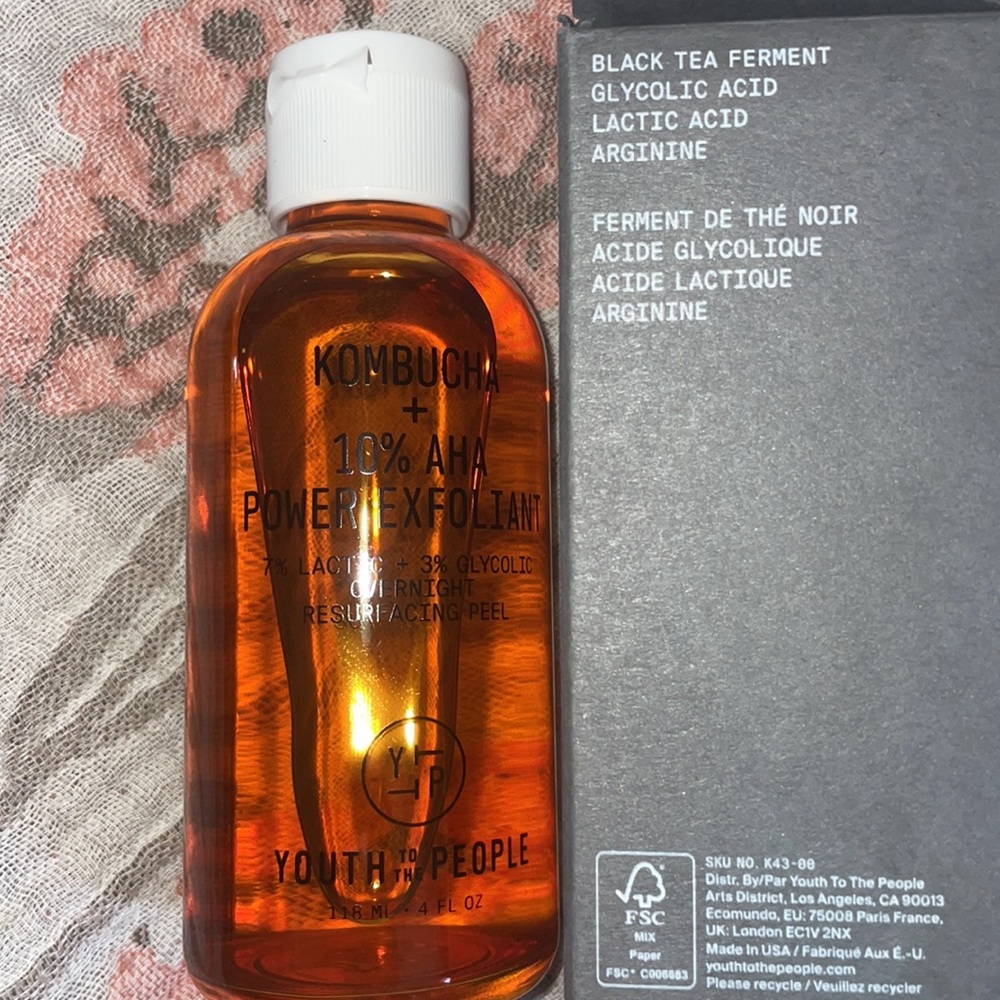 KOMBUCHA
+
10% AHA
POWER EXFOLIANT
7% LACTIC + 3% GLYCOLIC
OVERNIGHT
RESURFACING PEEL
YTTP
YOUTH TO THE PEOPLE
118 ML · 4 FL OZ
BLACK TEA FERMENT
GLYCOLIC ACID
LACTIC ACID
ARGININE
FERMENT DE THÉ NOIR
ACIDE GLYCOLIQUE
ACIDE LACTIQUE
ARGININE
FSC
MIX
Paper
FSC® C006683
SKU NO. K43-00
Distr. By/Par Youth To The People
Arts District, Los Angeles, CA 90013
Ecomundo, EU: 75008 Paris France,
UK: London EC1V 2NX
Made In USA / Fabriqué Aux É.-U.
youthtothepeople.com
Please recycle / Veuillez recycler